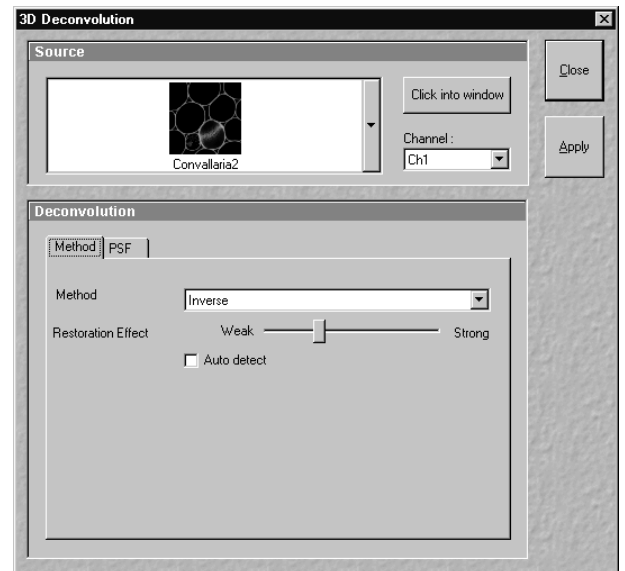 3D Deconvolution
Source
Close
Click into window
Channel :
Ch1
Apply
Convallaria2
Deconvolution
Method PSF
Method Inverse
Restoration Effect Weak Strong
Auto detect